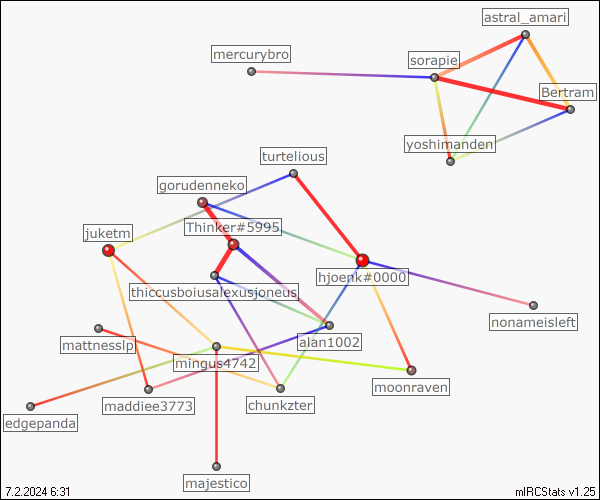 astral_amari
mercurybro
sorapie
Bertram
yoshimanden
turtelious
gorudenneko
Thinker#5995
juketm
hjoenk#0000
thiccusboiusalexusjoneus
nonameisleft
mattnesslp
alan1002
mingus4742
moonraven
maddiee3773
chunkzter
edgepanda
majestico
7.2.2024 6:31
mIRCStats v1.25